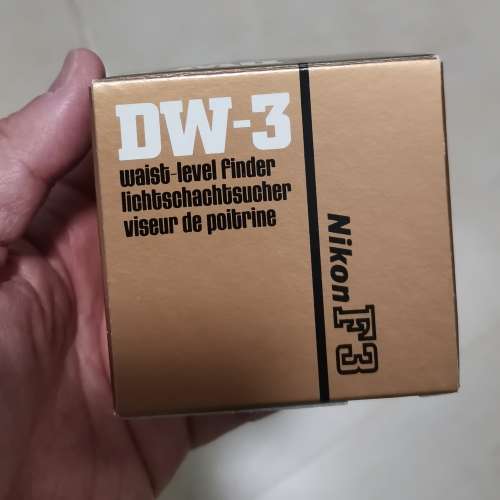 DW-3
waist-level finder
lichtschachtsucher
viseur de poitrine
Nikon F3